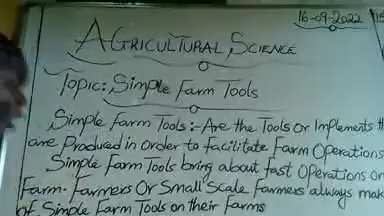 16-09-2022
AGRICULTURAL SCIENCE
Topic: Simple Farm Tools
Simple Farm Tools:- Are the Tools Or Implements
are Produced in Order to facilitate Farm Operations
Simple Farm Tools bring about fast Operations on
Farm. Farmers Or Small Scale Farmers always mak
of Simple Farm Tools on their Farms